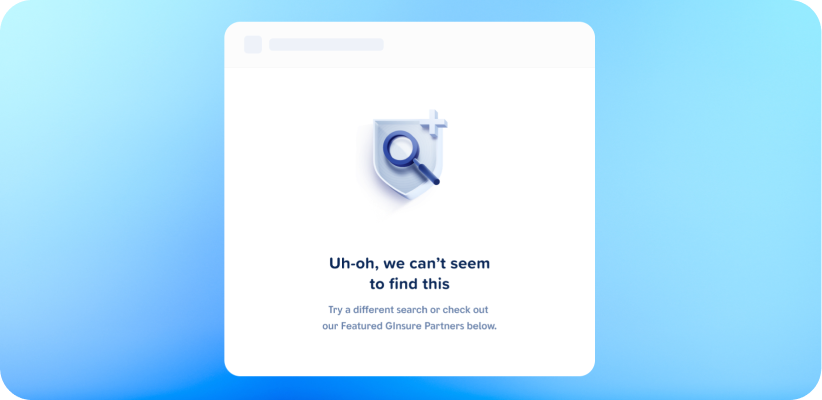 Uh-oh, we can’t seem
to find this
Try a different search or check out
our Featured GInsure Partners below.